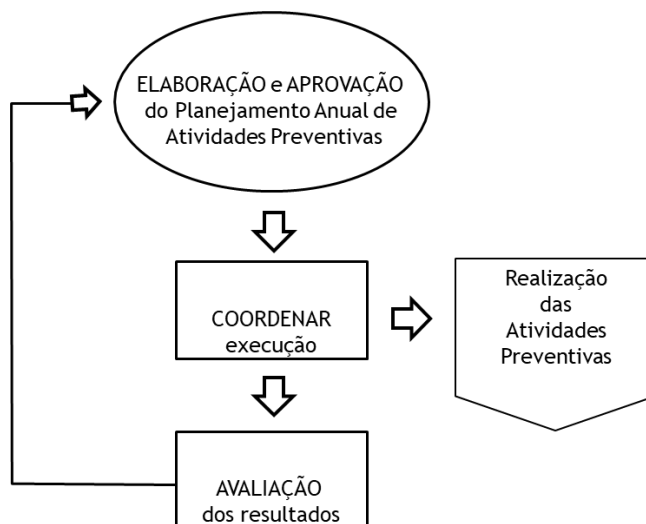 ELABORAÇÃO e APROVAÇÃO
do Planejamento Anual de
Atividades Preventivas
COORDENAR
execução
Realização
das
Atividades
Preventivas
AVALIAÇÃO
dos resultados